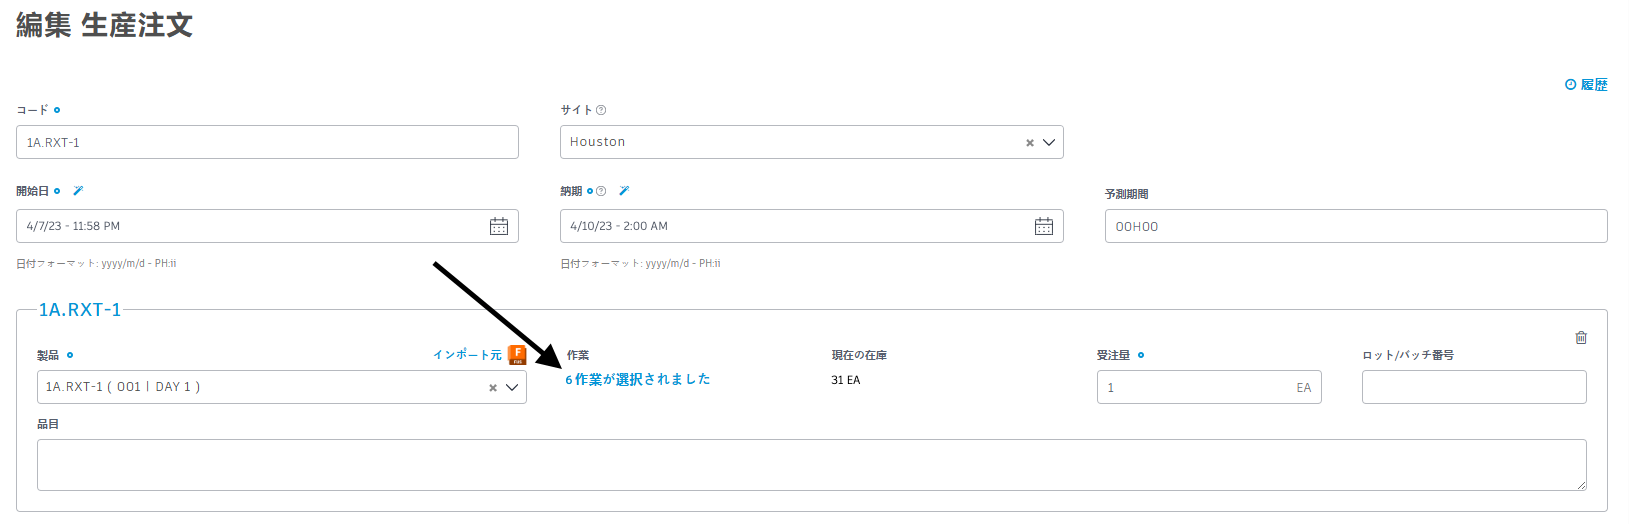 編集 生産注文
履歴
コード
サイト
1A.RXT-1
Houston
開始日
納期
予測期間
4/7/23 - 11:58 PM
4/10/23 - 2:00 AM
00H00
日付フォーマット: yyyy/m/d - PH:ii
日付フォーマット: yyyy/m/d - PH:ii
1A.RXT-1
製品
インポート元
F
作業
現在の在庫
受注量
ロット/バッチ番号
1A.RXT-1 ( 001 | DAY 1 )
6 作業が選択されました
31 EA
1
EA
品目